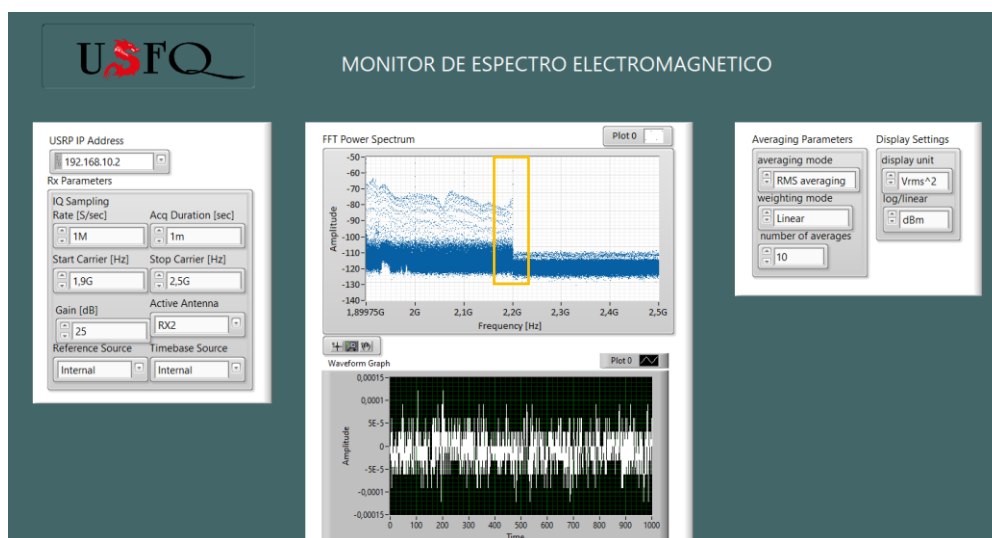 USFQ
MONITOR DE ESPECTRO ELECTROMAGNETICO
USRP IP Address
192.168.10.2
Rx Parameters
IQ Sampling
Rate [S/sec] Acq Duration [sec]
1M 1m
Start Carrier [Hz] Stop Carrier [Hz]
1,9G 2,5G
Gain [dB] Active Antenna
25 RX2
Reference Source Timebase Source
Internal Internal
FFT Power Spectrum Plot 0
-50
-60
-70
-80
-90
-100
-110
-120
-130
-140
Amplitude
1,89975G 2G 2,1G 2,2G 2,3G 2,4G 2,5G
Frequency [Hz]
Waveform Graph Plot 0
0,00015
0,0001
5E-5
0
-5E-5
-0,0001
-0,00015
Amplitude
0 100 200 300 400 500 600 700 800 900 1000
Time
Averaging Parameters Display Settings
averaging mode display unit
RMS averaging Vrms^2
weighting mode log/linear
Linear dBm
number of averages
10